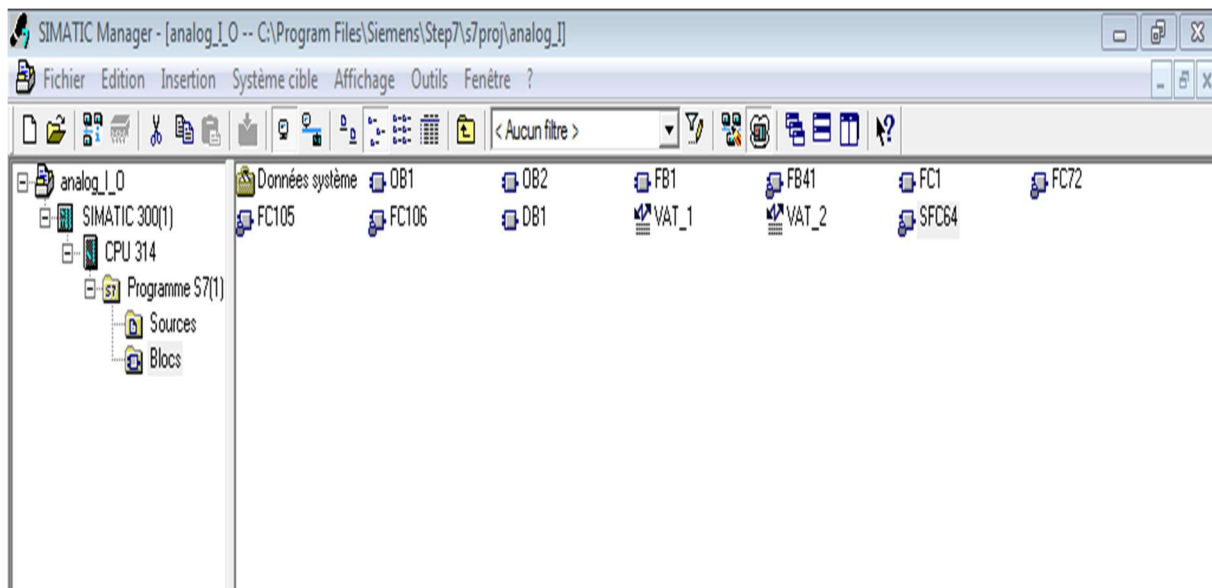 SIMATIC Manager - [analog_I_O -- C:\Program Files\Siemens\Step7\s7proj\analog_I]
Fichier Edition Insertion Système cible Affichage Outils Fenêtre ?
< Aucun filtre >
analog_I_O
SIMATIC 300(1)
CPU 314
Programme S7(1)
Sources
Blocs
Données système OB1 OB2 FB1 FB41 FC1 FC72
FC105 FC106 DB1 VAT_1 VAT_2 SFC64